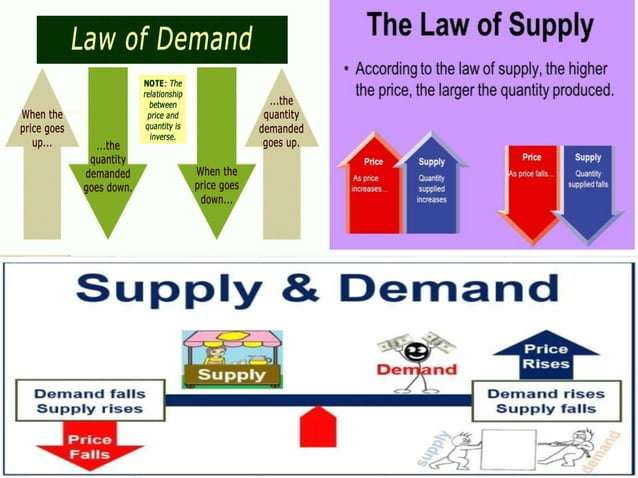 Law of Demand
When the
price goes
up...
...the
quantity
demanded
goes down.
NOTE: The
relationship
between
price and
quantity is
inverse.
When the
price goes
down...
...the
quantity
demanded
goes up.
The Law of Supply
• According to the law of supply, the higher
the price, the larger the quantity produced.
Price
As price
increases...
Supply
Quantity
supplied
increases
Price
As price falls...
Supply
Quantity
supplied falls
Supply & Demand
Supply
Demand
Price
Rises
Demand falls
Supply rises
Demand rises
Supply falls
Price
Falls
supply
demand